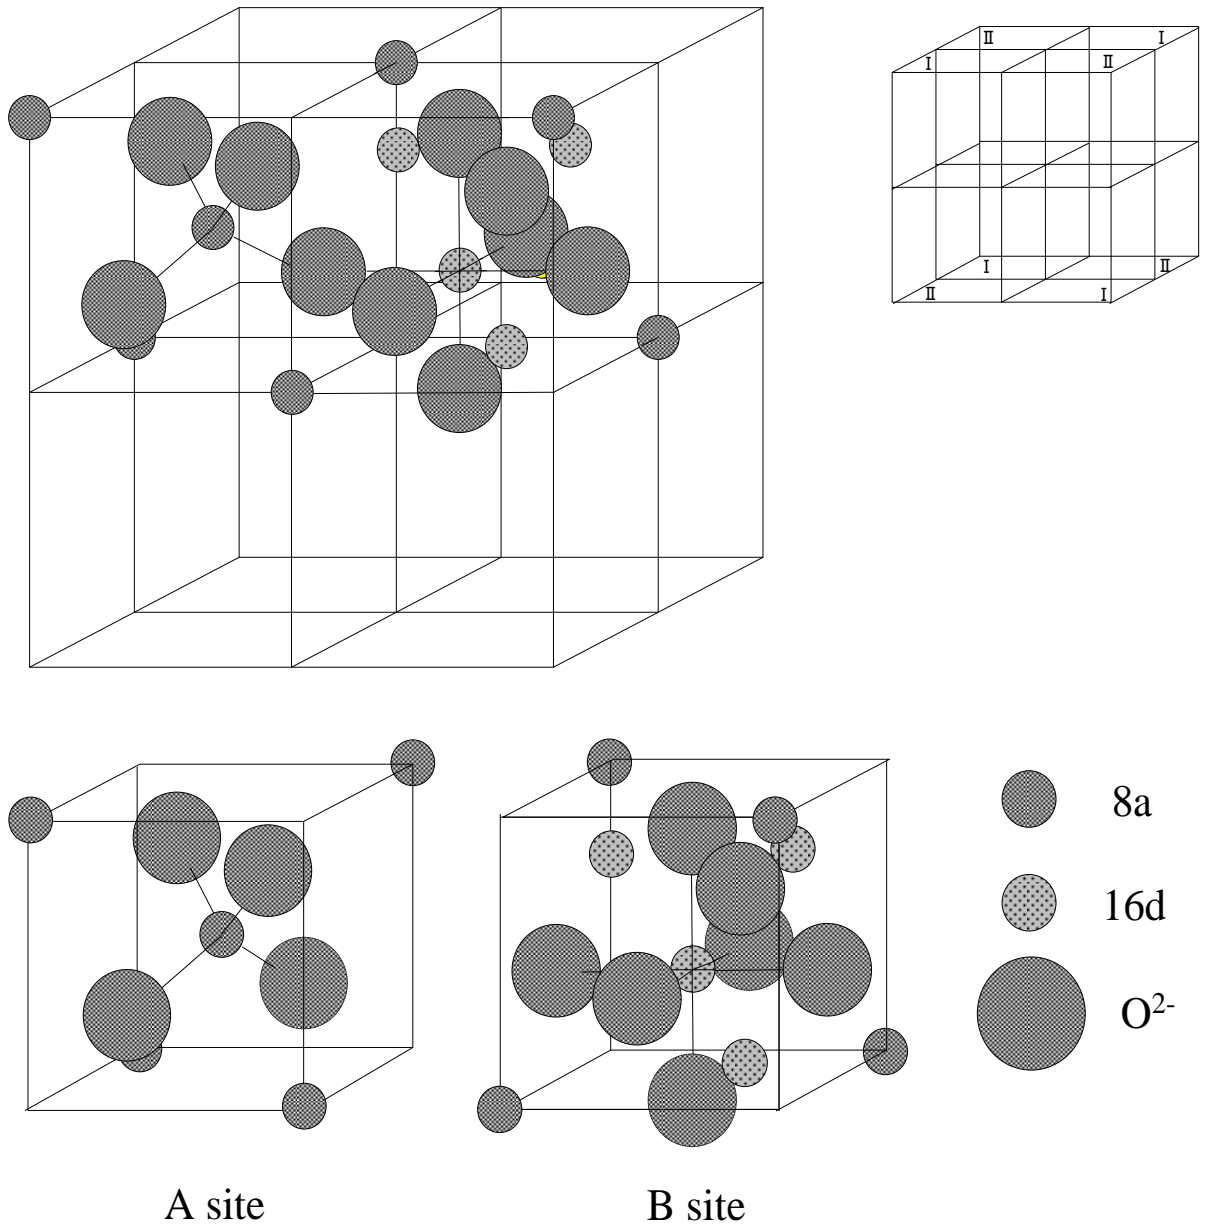 Ⅱ Ⅰ
Ⅰ Ⅱ
Ⅰ Ⅱ
Ⅱ Ⅰ
8a
16d
O²⁻
A site
B site